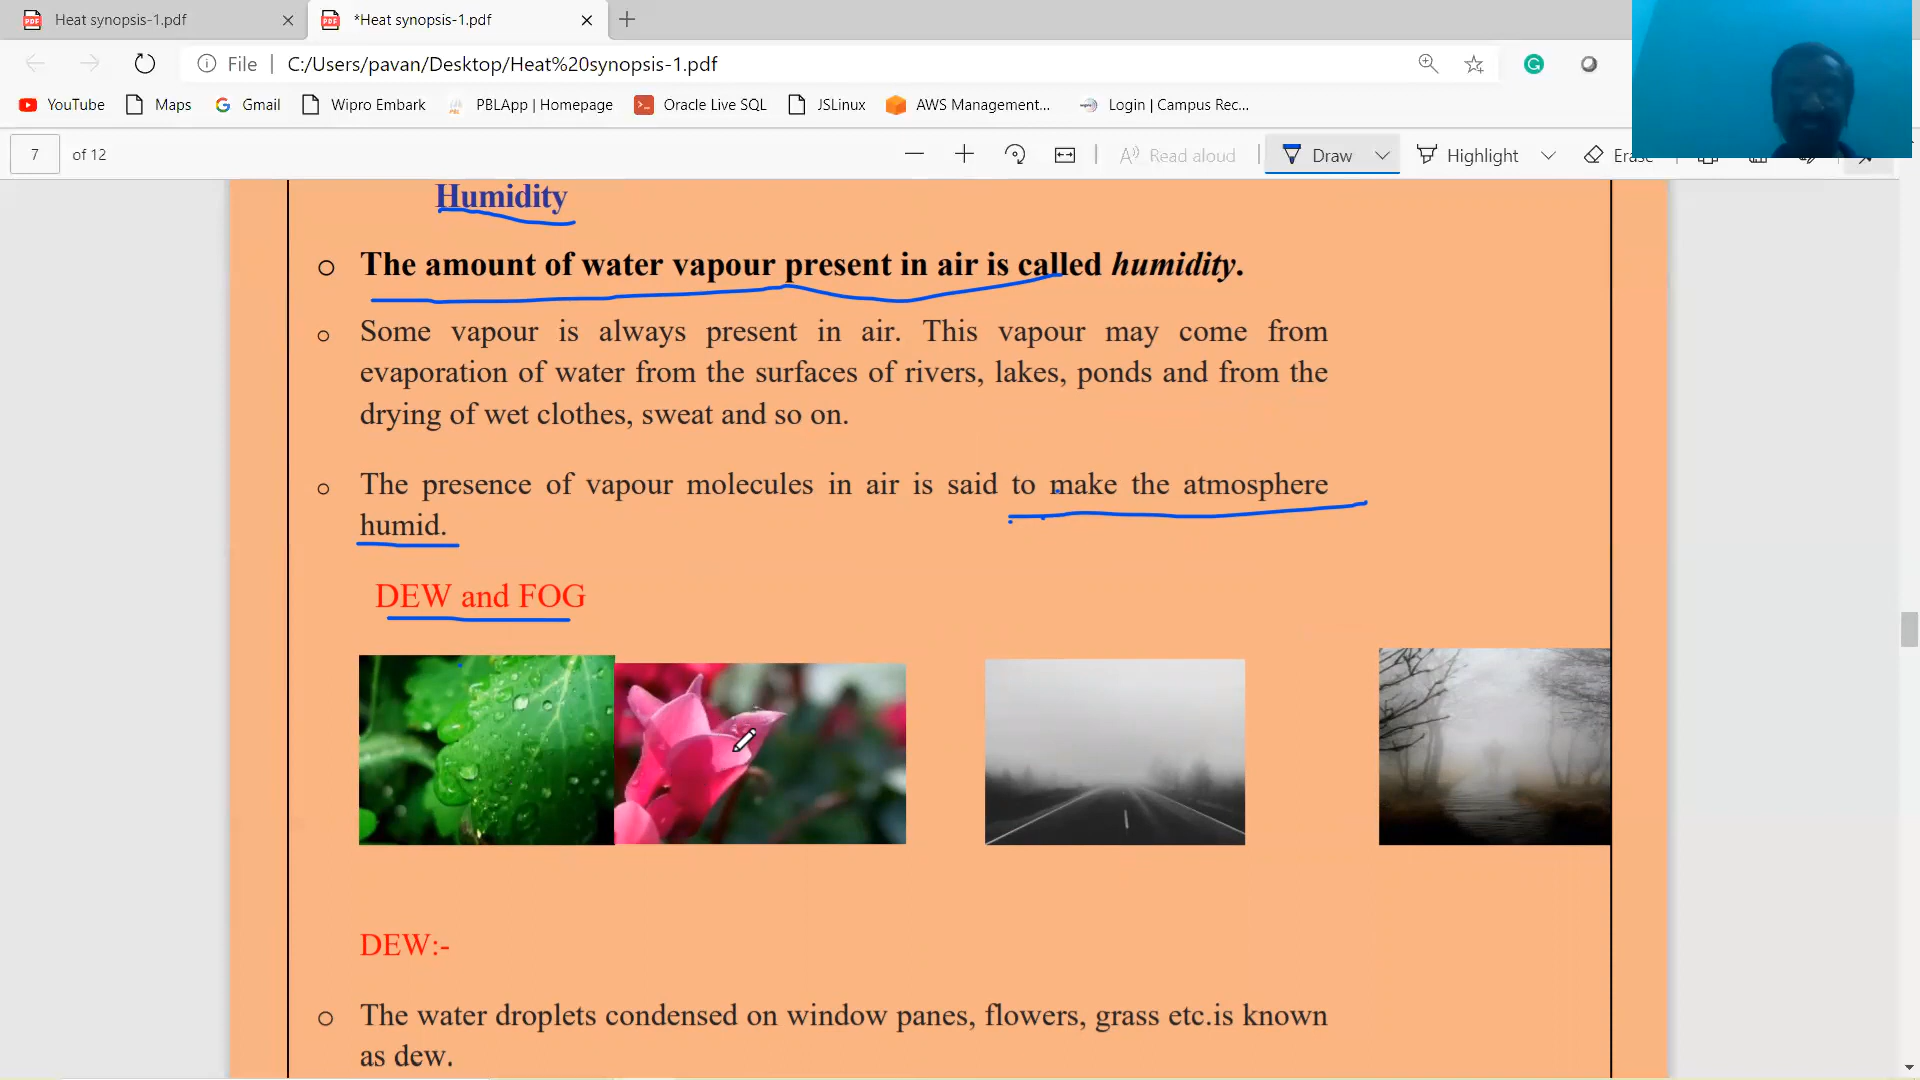 Heat synopsis-1.pdf
*Heat synopsis-1.pdf
File
C:/Users/pavan/Desktop/Heat%20synopsis-1.pdf
YouTube
Maps
Gmail
Wipro Embark
PBLApp | Homepage
Oracle Live SQL
JSLinux
AWS Management...
Login | Campus Rec...
7 of 12
Read aloud
Draw
Highlight
Humidity
The amount of water vapour present in air is called humidity.
Some vapour is always present in air. This vapour may come from
evaporation of water from the surfaces of rivers, lakes, ponds and from the
drying of wet clothes, sweat and so on.
The presence of vapour molecules in air is said to make the atmosphere
humid.
DEW and FOG
DEW:-
The water droplets condensed on window panes, flowers, grass etc.is known
as dew.